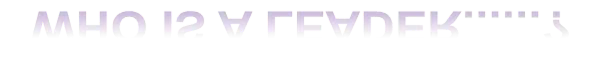 WHO IS A LEADER......?